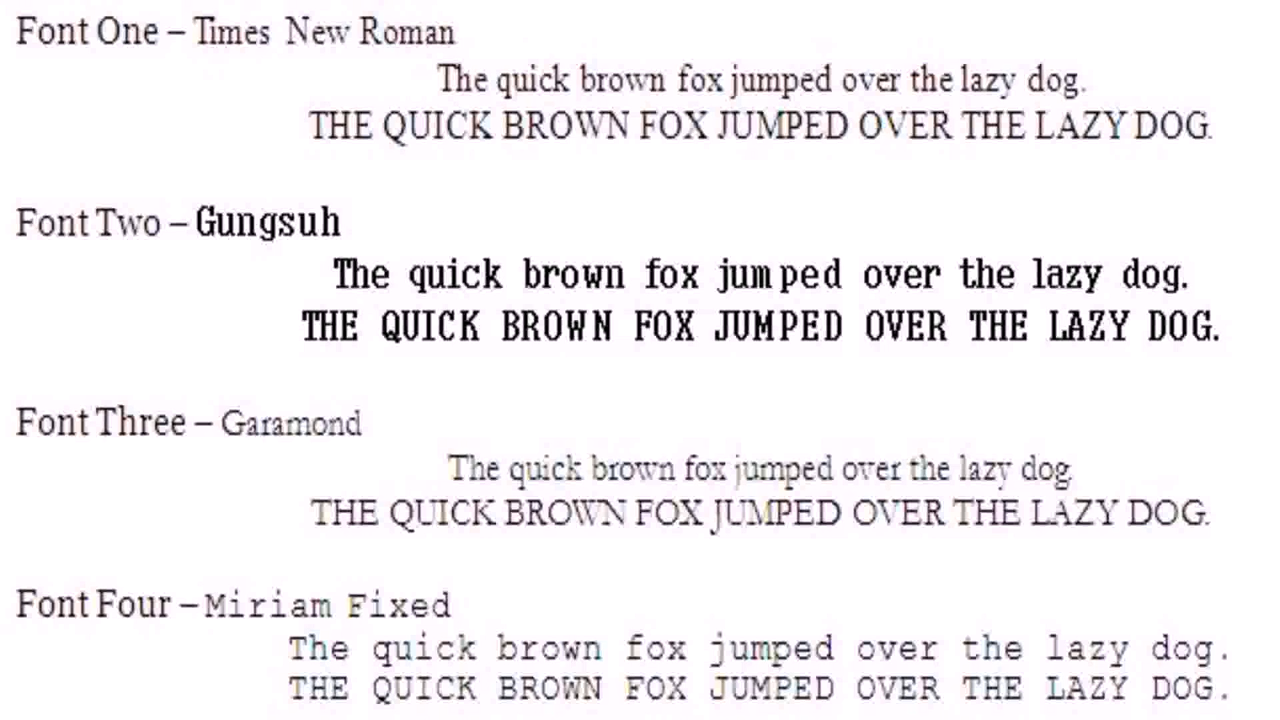 Font One – Times New Roman
The quick brown fox jumped over the lazy dog.
THE QUICK BROWN FOX JUMPED OVER THE LAZY DOG.
Font Two – Gungsuh
The quick brown fox jumped over the lazy dog.
THE QUICK BROWN FOX JUMPED OVER THE LAZY DOG.
Font Three – Garamond
The quick brown fox jumped over the lazy dog.
THE QUICK BROWN FOX JUMPED OVER THE LAZY DOG.
Font Four – Miriam Fixed
The quick brown fox jumped over the lazy dog.
THE QUICK BROWN FOX JUMPED OVER THE LAZY DOG.